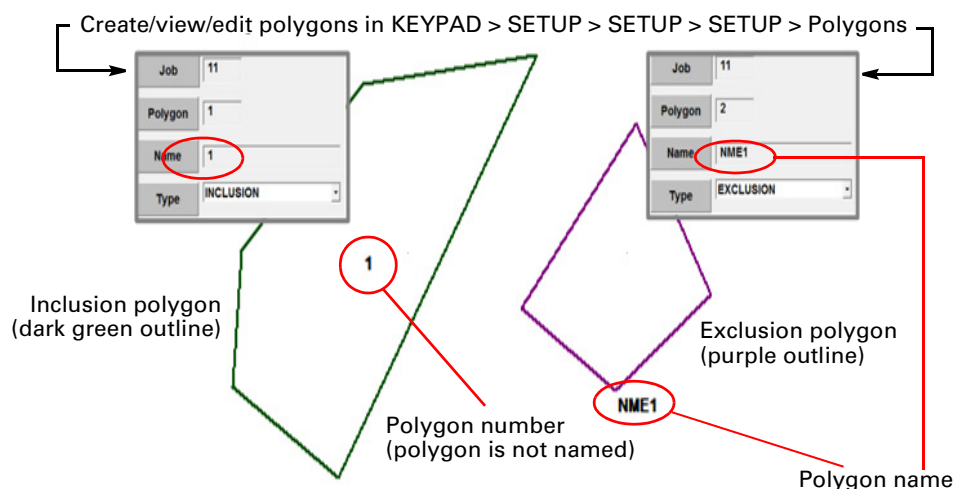 Create/view/edit polygons in KEYPAD > SETUP > SETUP > SETUP > Polygons
Job 11
Polygon 1
Name 1
Type INCLUSION
Job 11
Polygon 2
Name NME1
Type EXCLUSION
1
Inclusion polygon
(dark green outline)
Exclusion polygon
(purple outline)
NME1
Polygon number
(polygon is not named)
Polygon name